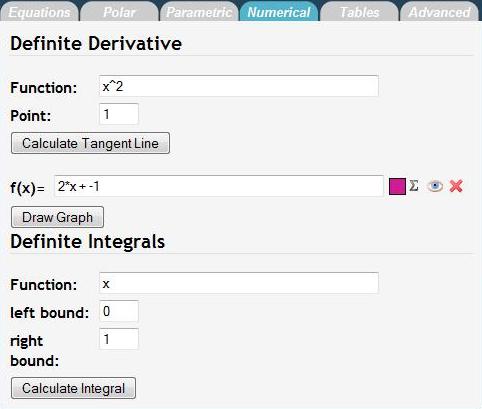 Equations Polar Parametric Numerical Tables Advanced
Definite Derivative
Function: x^2
Point: 1
Calculate Tangent Line
f(x)= 2*x + -1 Σ
Draw Graph
Definite Integrals
Function: x
left bound: 0
right 1
bound:
Calculate Integral